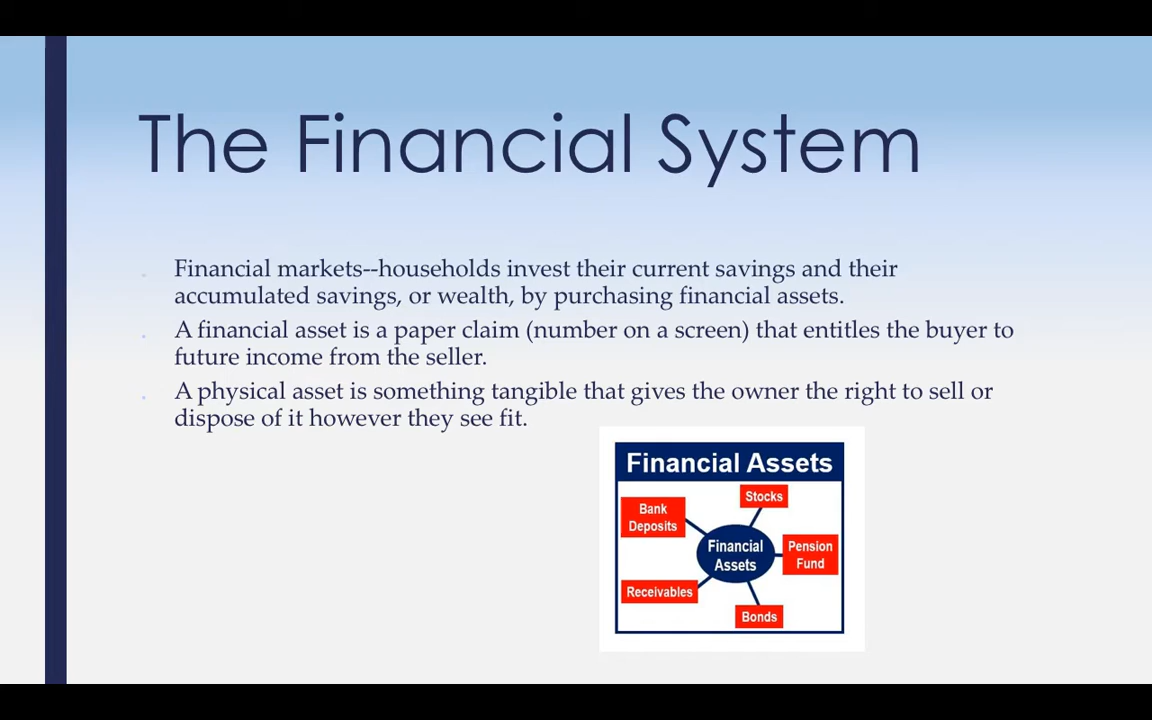 The Financial System
Financial markets--households invest their current savings and their
accumulated savings, or wealth, by purchasing financial assets.
A financial asset is a paper claim (number on a screen) that entitles the buyer to
future income from the seller.
A physical asset is something tangible that gives the owner the right to sell or
dispose of it however they see fit.
Financial Assets
Stocks
Bank
Deposits
Financial
Assets
Pension
Fund
Receivables
Bonds